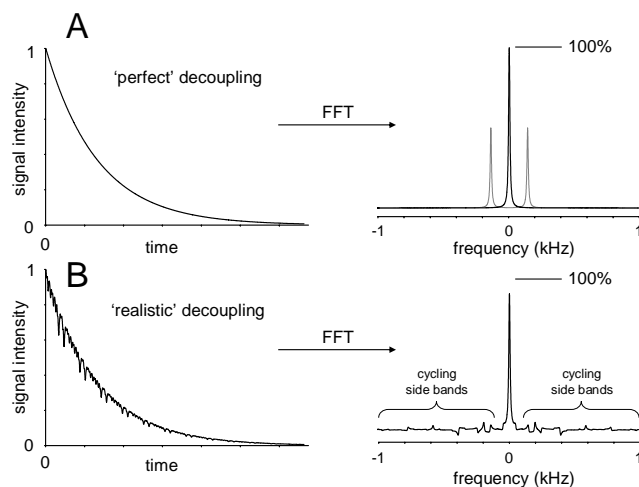 A
1
'perfect' decoupling
signal intensity
0
0
time
FFT
100%
-1
0
1
frequency (kHz)
B
1
'realistic' decoupling
signal intensity
0
0
time
FFT
100%
cycling
side bands
cycling
side bands
-1
0
1
frequency (kHz)